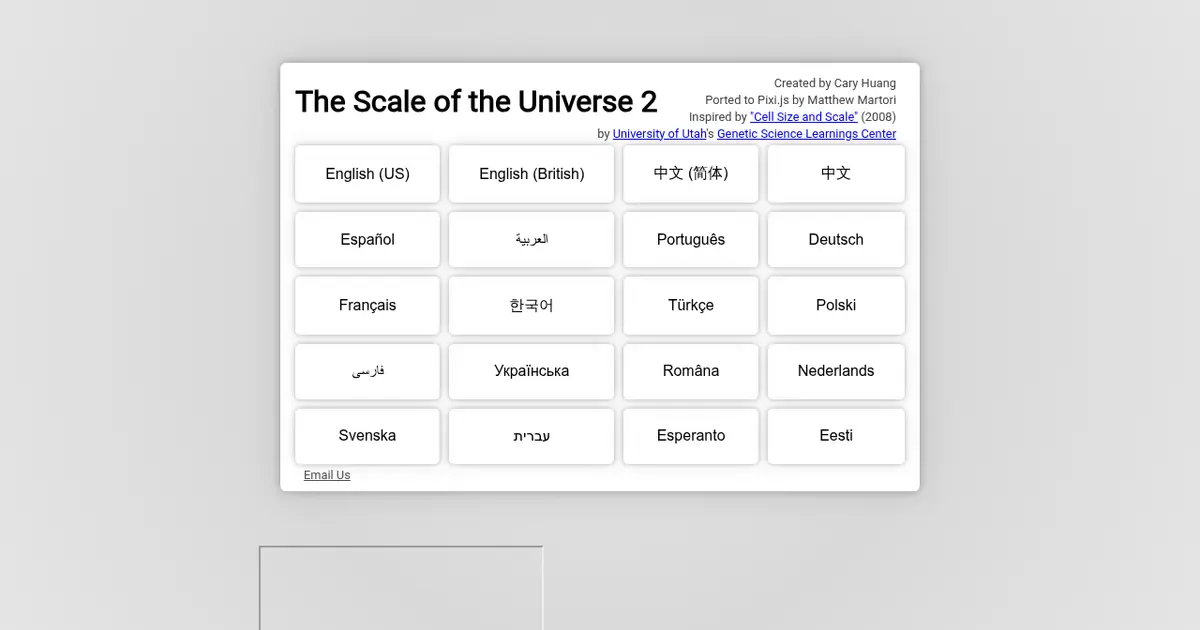 The Scale of the Universe 2
Created by Cary Huang
Ported to Pixi.js by Matthew Martori
Inspired by "Cell Size and Scale" (2008)
by University of Utah's Genetic Science Learnings Center
English (US)
English (British)
中文 (简体)
中文
Español
العربية
Português
Deutsch
Français
한국어
Türkçe
Polski
فارسی
Українська
Româna
Nederlands
Svenska
עברית
Esperanto
Eesti
Email Us